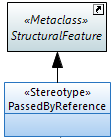 «Metaclass»
StructuralFeature
«Stereotype»
PassedByReference